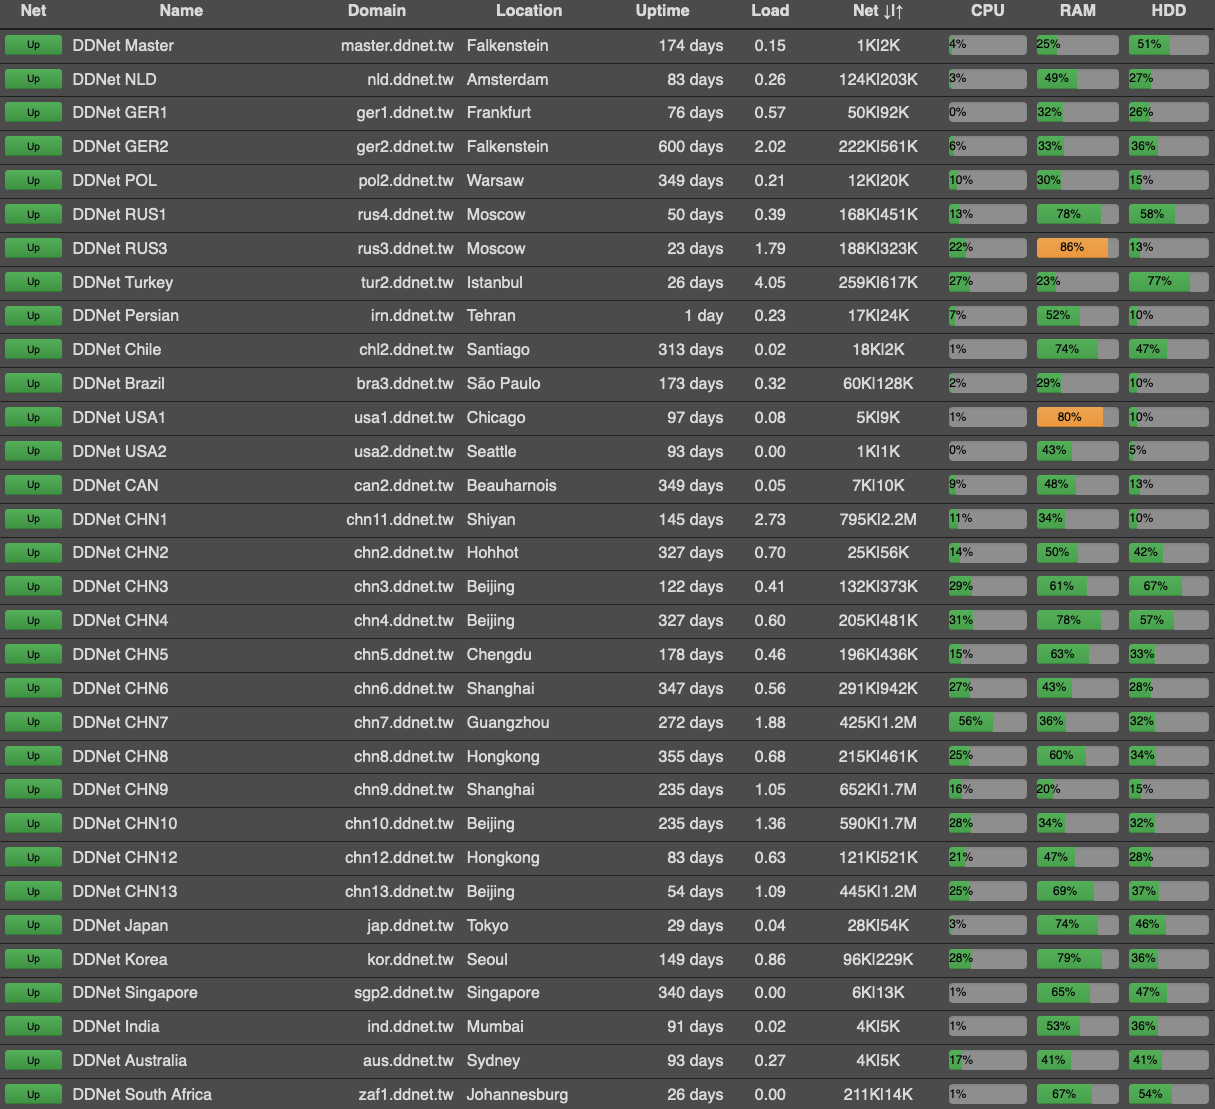 Net Name Domain Location Uptime Load Net ↓|↑ CPU RAM HDD
Up DDNet Master master.ddnet.tw Falkenstein 174 days 0.15 1K|2K 4% 25% 51%
Up DDNet NLD nld.ddnet.tw Amsterdam 83 days 0.26 124K|203K 3% 49% 27%
Up DDNet GER1 ger1.ddnet.tw Frankfurt 76 days 0.57 50K|92K 0% 32% 26%
Up DDNet GER2 ger2.ddnet.tw Falkenstein 600 days 2.02 222K|561K 6% 33% 36%
Up DDNet POL pol2.ddnet.tw Warsaw 349 days 0.21 12K|20K 10% 30% 15%
Up DDNet RUS1 rus4.ddnet.tw Moscow 50 days 0.39 168K|451K 13% 78% 58%
Up DDNet RUS3 rus3.ddnet.tw Moscow 23 days 1.79 188K|323K 22% 86% 13%
Up DDNet Turkey tur2.ddnet.tw Istanbul 26 days 4.05 259K|617K 27% 23% 77%
Up DDNet Persian irn.ddnet.tw Tehran 1 day 0.23 17K|24K 7% 52% 10%
Up DDNet Chile chl2.ddnet.tw Santiago 313 days 0.02 18K|2K 1% 74% 47%
Up DDNet Brazil bra3.ddnet.tw São Paulo 173 days 0.32 60K|128K 2% 29% 10%
Up DDNet USA1 usa1.ddnet.tw Chicago 97 days 0.08 5K|9K 1% 80% 10%
Up DDNet USA2 usa2.ddnet.tw Seattle 93 days 0.00 1K|1K 0% 43% 5%
Up DDNet CAN can2.ddnet.tw Beauharnois 349 days 0.05 7K|10K 9% 48% 13%
Up DDNet CHN1 chn11.ddnet.tw Shiyan 145 days 2.73 795K|2.2M 11% 34% 10%
Up DDNet CHN2 chn2.ddnet.tw Hohhot 327 days 0.70 25K|56K 14% 50% 42%
Up DDNet CHN3 chn3.ddnet.tw Beijing 122 days 0.41 132K|373K 29% 61% 67%
Up DDNet CHN4 chn4.ddnet.tw Beijing 327 days 0.60 205K|481K 31% 78% 57%
Up DDNet CHN5 chn5.ddnet.tw Chengdu 178 days 0.46 196K|436K 15% 63% 33%
Up DDNet CHN6 chn6.ddnet.tw Shanghai 347 days 0.56 291K|942K 27% 43% 28%
Up DDNet CHN7 chn7.ddnet.tw Guangzhou 272 days 1.88 425K|1.2M 56% 36% 32%
Up DDNet CHN8 chn8.ddnet.tw Hongkong 355 days 0.68 215K|461K 25% 60% 34%
Up DDNet CHN9 chn9.ddnet.tw Shanghai 235 days 1.05 652K|1.7M 16% 20% 15%
Up DDNet CHN10 chn10.ddnet.tw Beijing 235 days 1.36 590K|1.7M 28% 34% 32%
Up DDNet CHN12 chn12.ddnet.tw Hongkong 83 days 0.63 121K|521K 21% 47% 28%
Up DDNet CHN13 chn13.ddnet.tw Beijing 54 days 1.09 445K|1.2M 25% 69% 37%
Up DDNet Japan jap.ddnet.tw Tokyo 29 days 0.04 28K|54K 3% 74% 46%
Up DDNet Korea kor.ddnet.tw Seoul 149 days 0.86 96K|229K 28% 79% 36%
Up DDNet Singapore sgp2.ddnet.tw Singapore 340 days 0.00 6K|13K 1% 65% 47%
Up DDNet India ind.ddnet.tw Mumbai 91 days 0.02 4K|5K 1% 53% 36%
Up DDNet Australia aus.ddnet.tw Sydney 93 days 0.27 4K|5K 17% 41% 41%
Up DDNet South Africa zaf1.ddnet.tw Johannesburg 26 days 0.00 211K|14K 1% 67% 54%